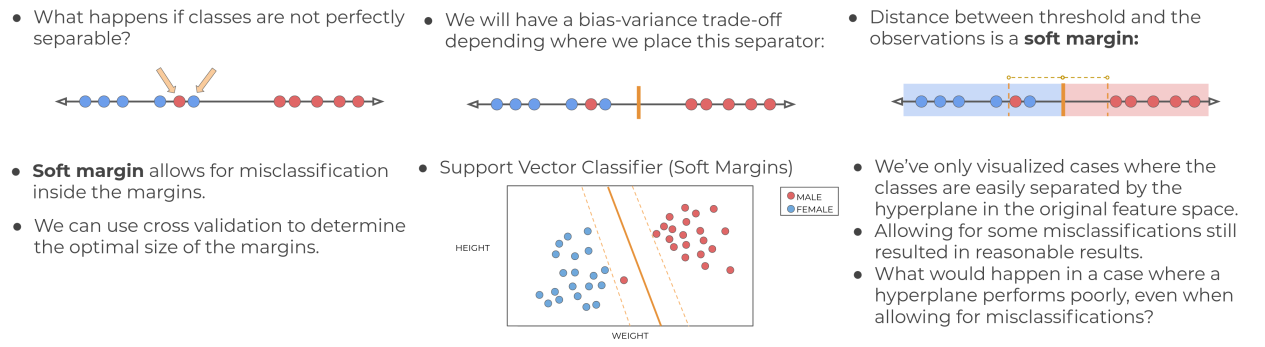 • What happens if classes are not perfectly
separable?
• We will have a bias-variance trade-off
depending where we place this separator:
• Distance between threshold and the
observations is a soft margin:
• Soft margin allows for misclassification
inside the margins.
• We can use cross validation to determine
the optimal size of the margins.
• Support Vector Classifier (Soft Margins)
MALE
FEMALE
HEIGHT
WEIGHT
• We’ve only visualized cases where the
classes are easily separated by the
hyperplane in the original feature space.
• Allowing for some misclassifications still
resulted in reasonable results.
• What would happen in a case where a
hyperplane performs poorly, even when
allowing for misclassifications?